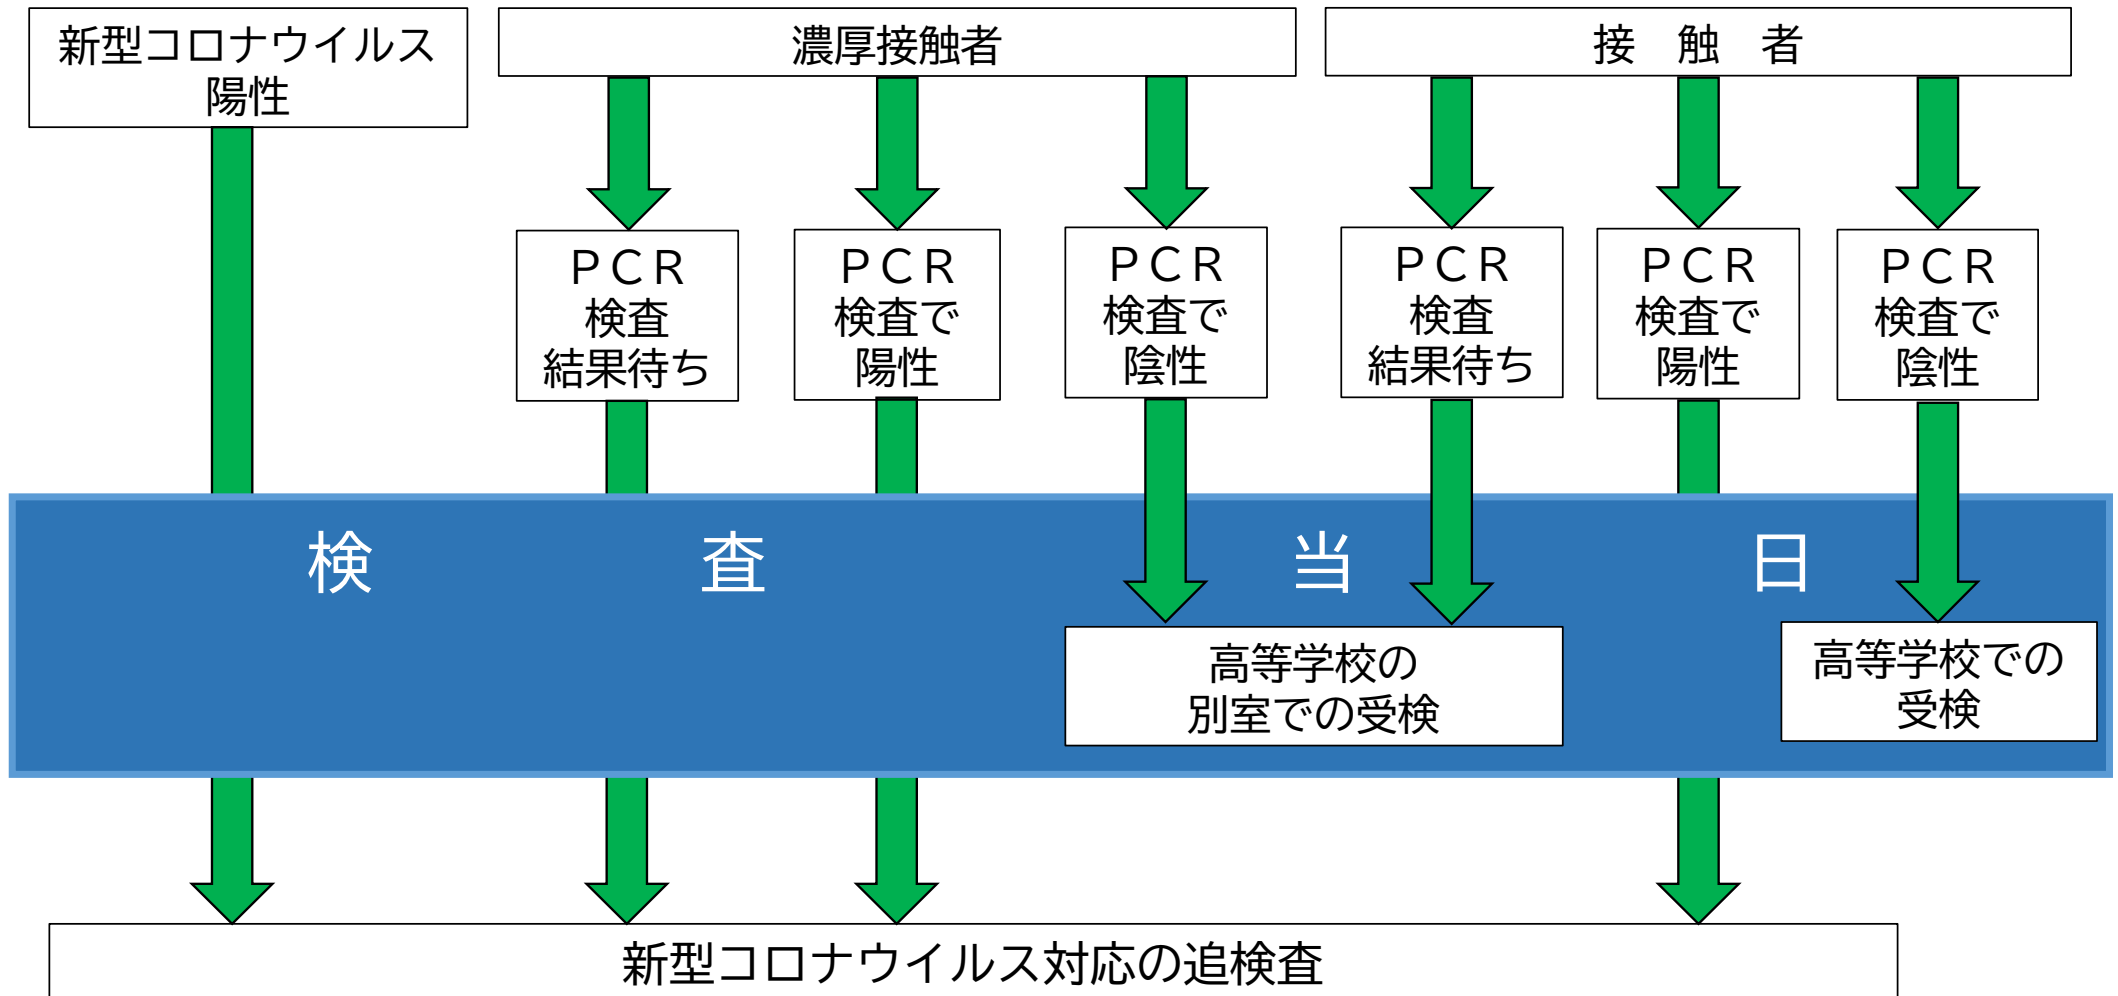 新型コロナウイルス
陽性
濃厚接触者
接　触　者
ＰＣＲ
検査
結果待ち
ＰＣＲ
検査で
陽性
ＰＣＲ
検査で
陰性
ＰＣＲ
検査
結果待ち
ＰＣＲ
検査で
陽性
ＰＣＲ
検査で
陰性
検　査　当　日
高等学校の
別室での受検
高等学校での
受検
新型コロナウイルス対応の追検査